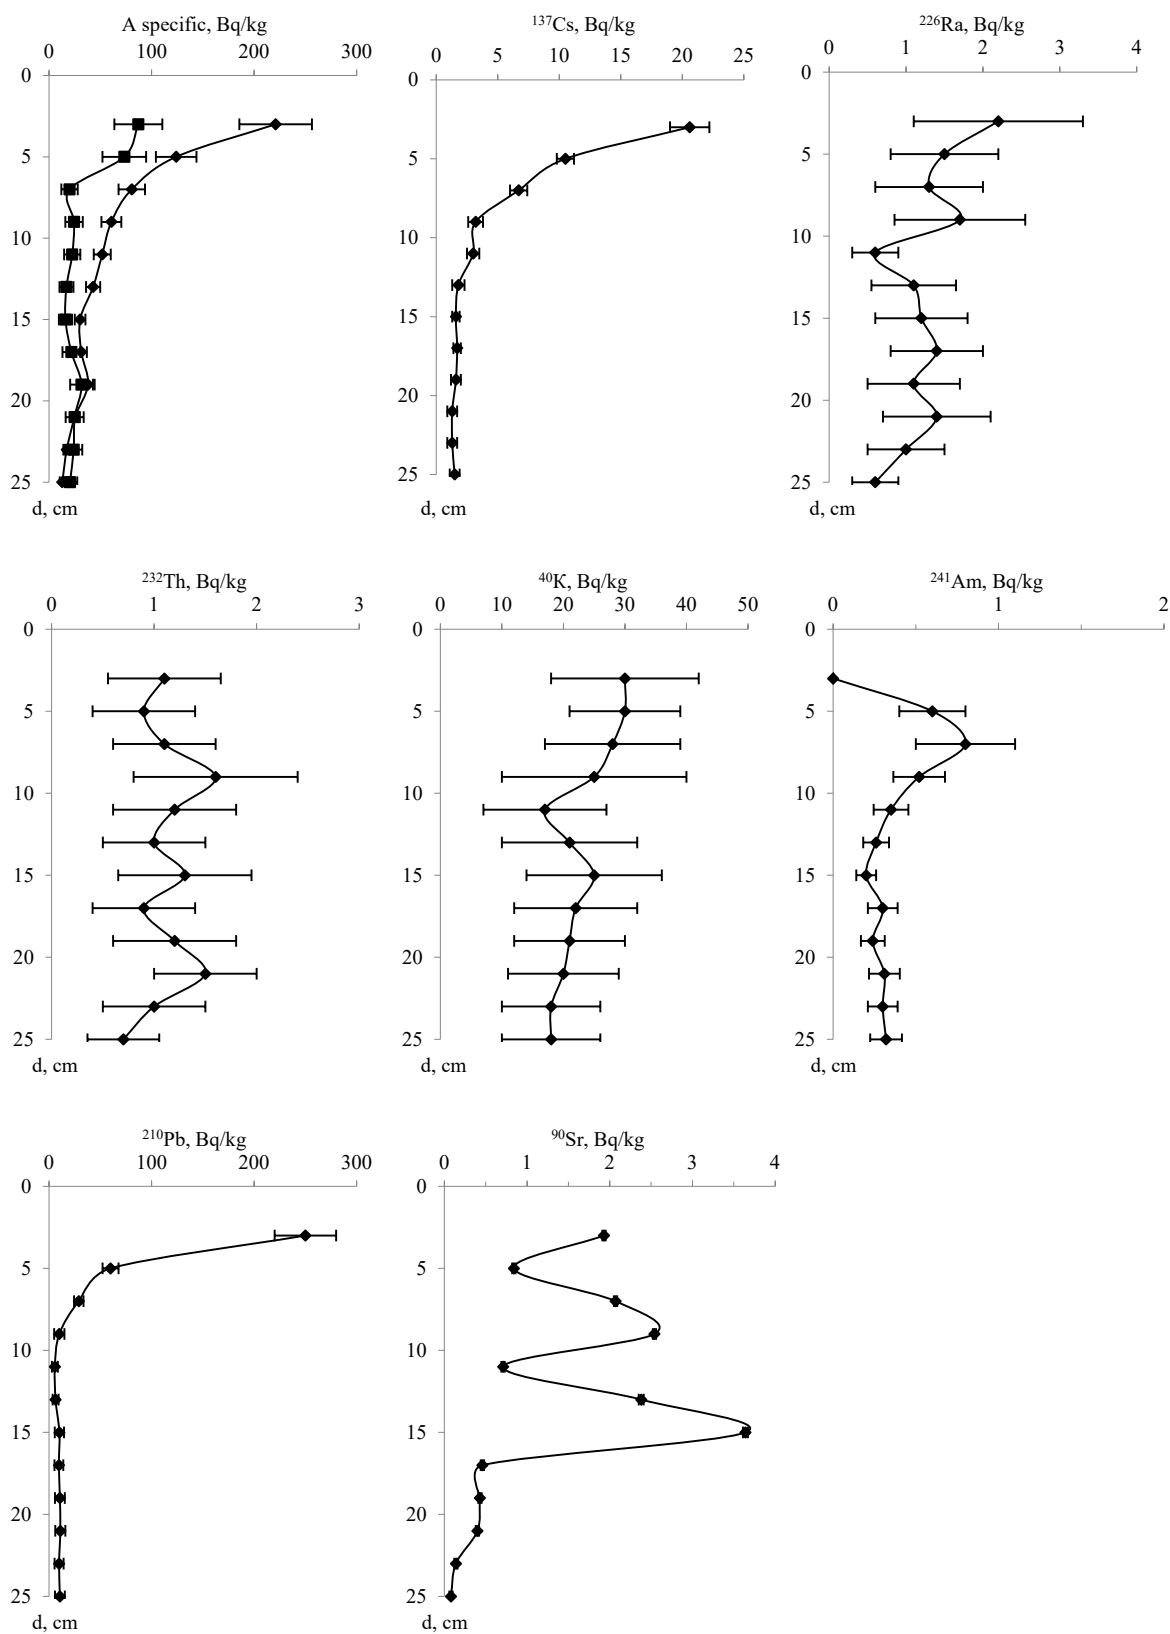 A specific, Bq/kg
0 100 200 300
0
5
10
15
20
25
d, cm
¹³⁷Cs, Bq/kg
0 5 10 15 20 25
0
5
10
15
20
25
d, cm
²²⁶Ra, Bq/kg
0 1 2 3 4
0
5
10
15
20
25
d, cm
²³²Th, Bq/kg
0 1 2 3
0
5
10
15
20
25
d, cm
⁴⁰K, Bq/kg
0 10 20 30 40 50
0
5
10
15
20
25
d, cm
²⁴¹Am, Bq/kg
0 1 2
0
5
10
15
20
25
d, cm
²¹⁰Pb, Bq/kg
0 100 200 300
0
5
10
15
20
25
d, cm
⁹⁰Sr, Bq/kg
0 1 2 3 4
0
5
10
15
20
25
d, cm